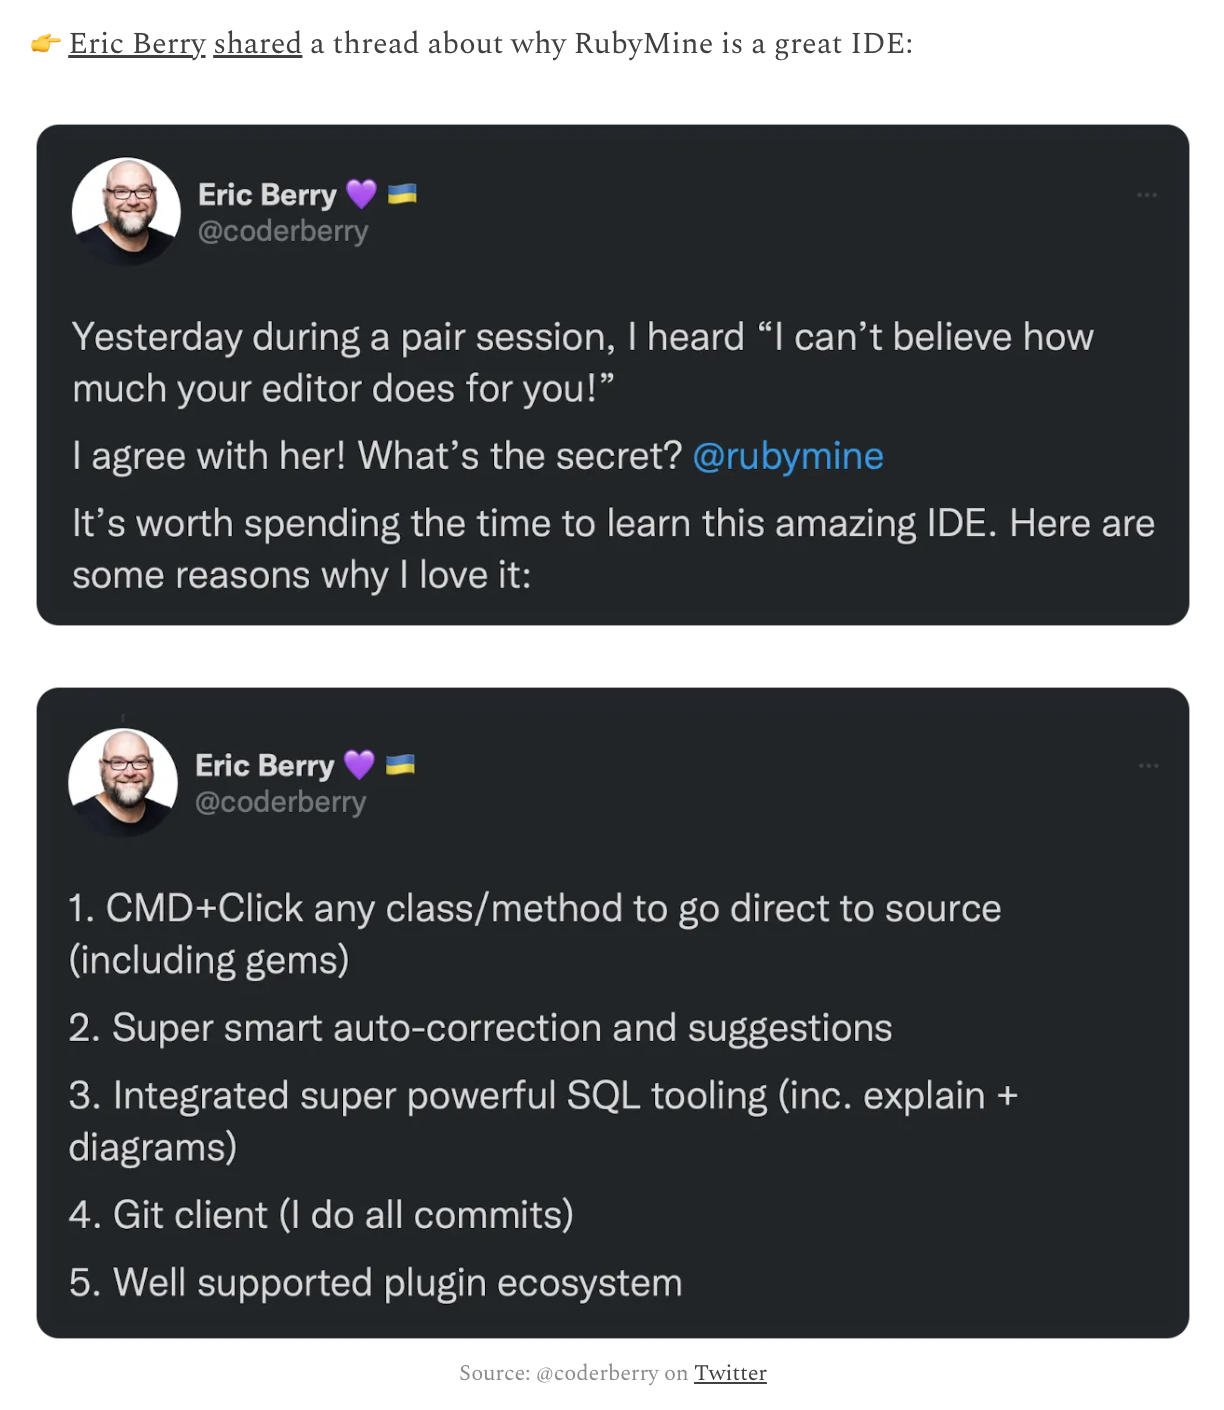 👉 Eric Berry shared a thread about why RubyMine is a great IDE:
Eric Berry 💜 🇺🇦
@coderberry
Yesterday during a pair session, I heard “I can’t believe how
much your editor does for you!”
I agree with her! What’s the secret? @rubymine
It’s worth spending the time to learn this amazing IDE. Here are
some reasons why I love it:
Eric Berry 💜 🇺🇦
@coderberry
1. CMD+Click any class/method to go direct to source
(including gems)
2. Super smart auto-correction and suggestions
3. Integrated super powerful SQL tooling (inc. explain +
diagrams)
4. Git client (I do all commits)
5. Well supported plugin ecosystem
Source: @coderberry on Twitter